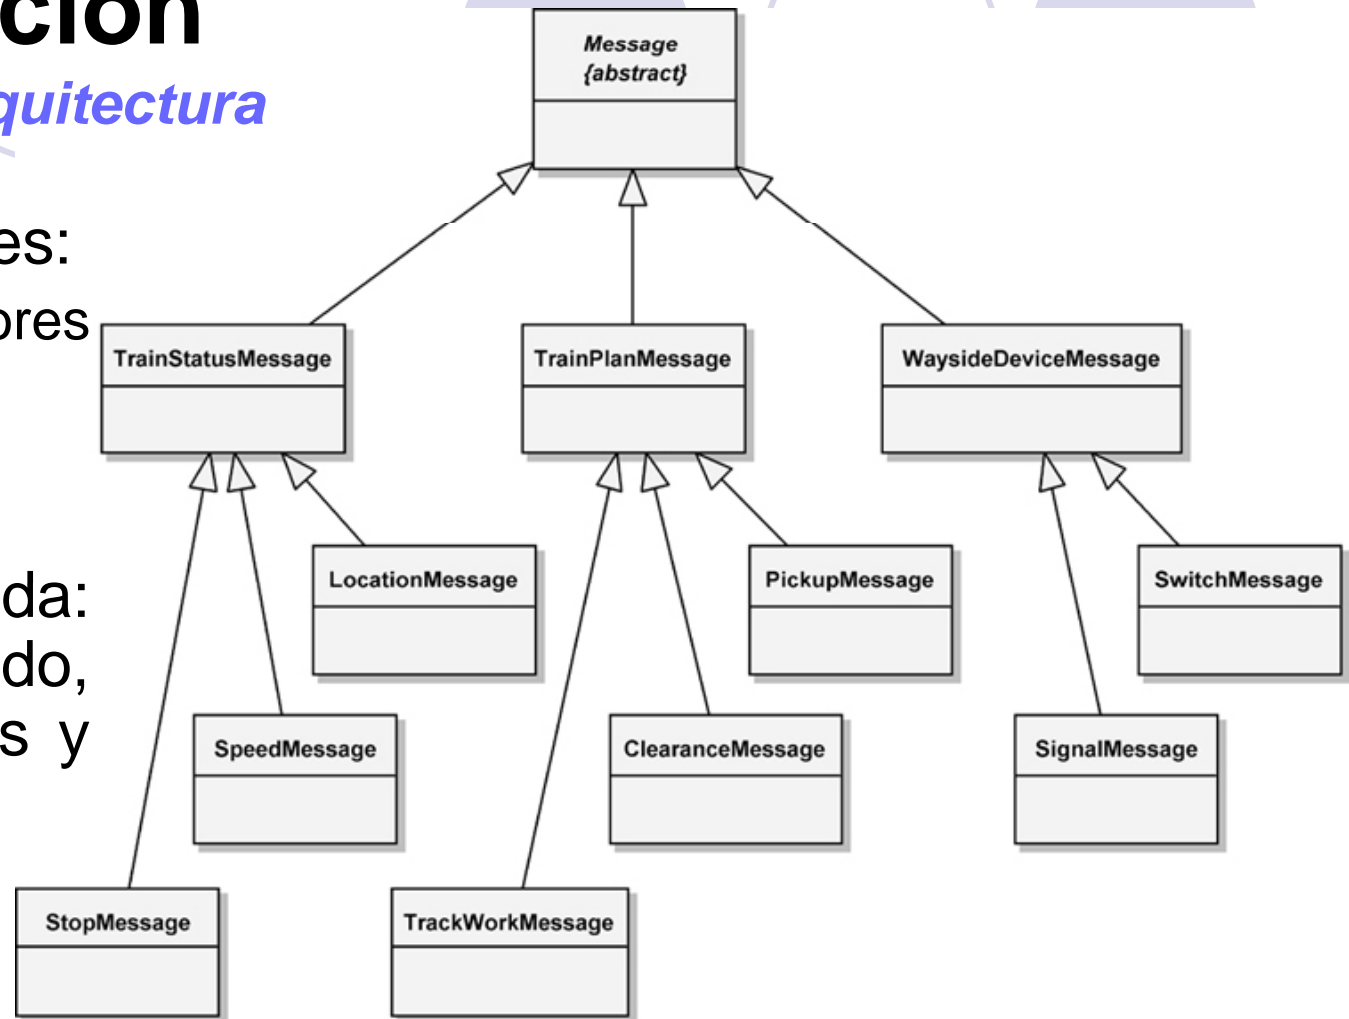 ción
quitectura
es:
ores
da:
do,
s y
Message
{abstract}
TrainStatusMessage
TrainPlanMessage
WaysideDeviceMessage
LocationMessage
PickupMessage
SwitchMessage
SpeedMessage
ClearanceMessage
SignalMessage
StopMessage
TrackWorkMessage